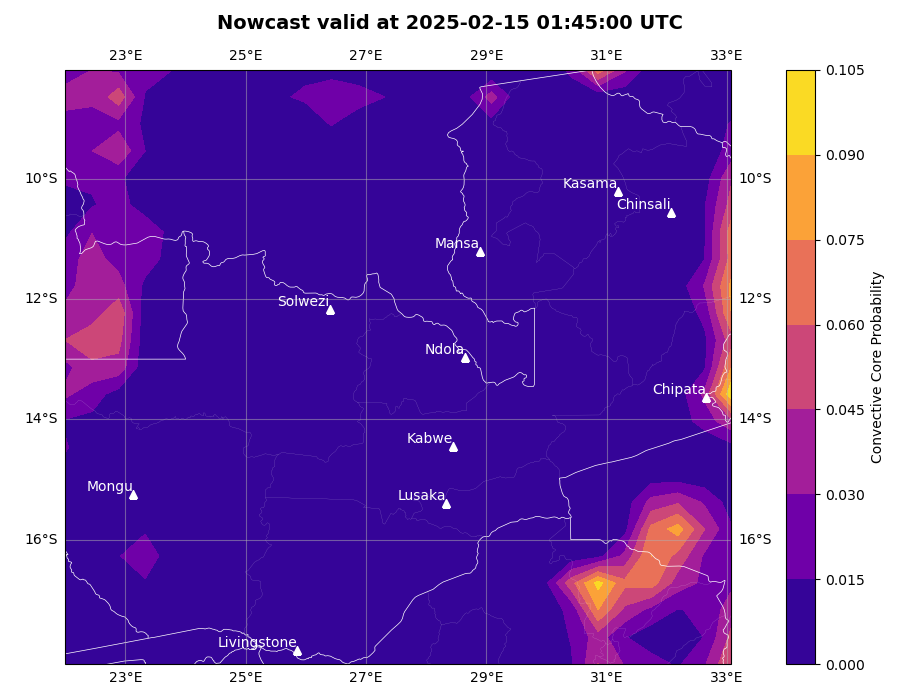 Nowcast valid at 2025-02-15 01:45:00 UTC
23°E 25°E 27°E 29°E 31°E 33°E
0.105
0.090
10°S 10°S
Kasama
Chinsali
Mansa
0.075
12°S 12°S
Solwezi
0.060
Ndola
Chipata
0.045
14°S 14°S
Kabwe
Mongu
Lusaka
0.030
16°S 16°S
0.015
Livingstone
0.000
Convective Core Probability
23°E 25°E 27°E 29°E 31°E 33°E